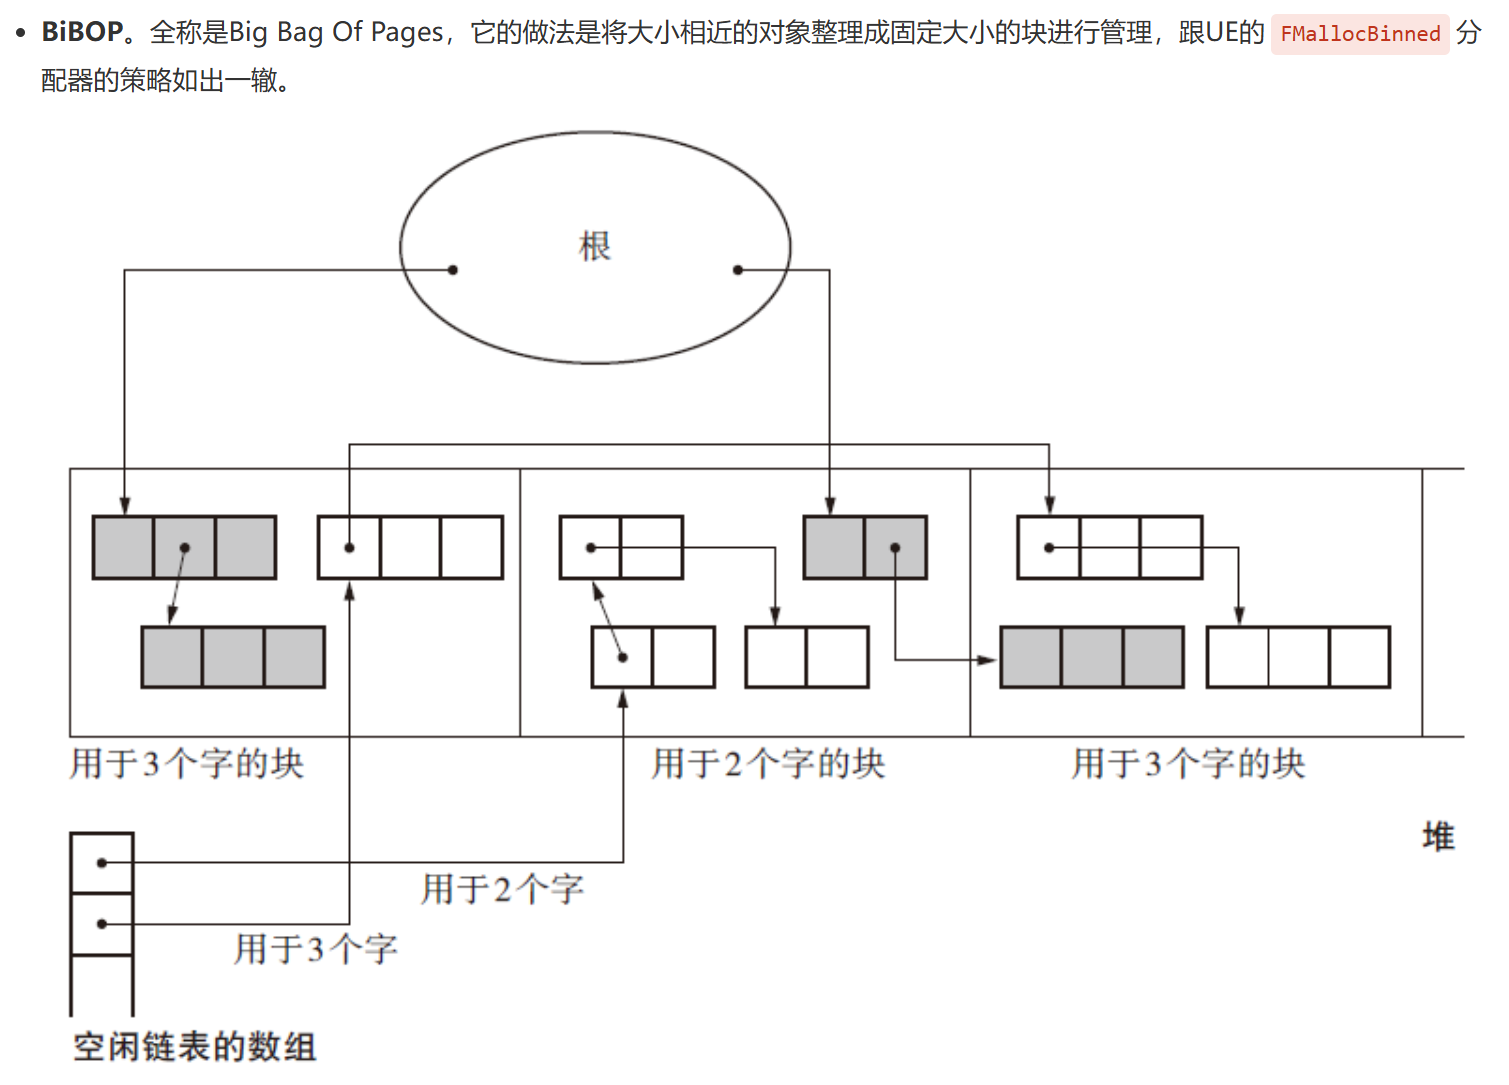 • BiBOP。全称是Big Bag Of Pages，它的做法是将大小相近的对象整理成固定大小的块进行管理，跟UE的 FMallocBinned 分
配器的策略如出一辙。
根
用于3个字的块
用于2个字的块
用于3个字的块
堆
用于2个字
用于3个字
空闲链表的数组